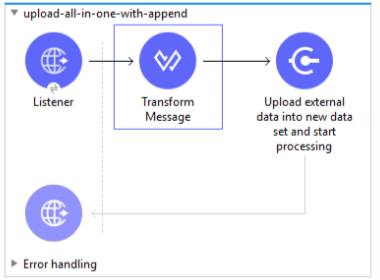 upload-all-in-one-with-append
Listener
Transform
Message
Upload external
data into new data
set and start
processing
Error handling